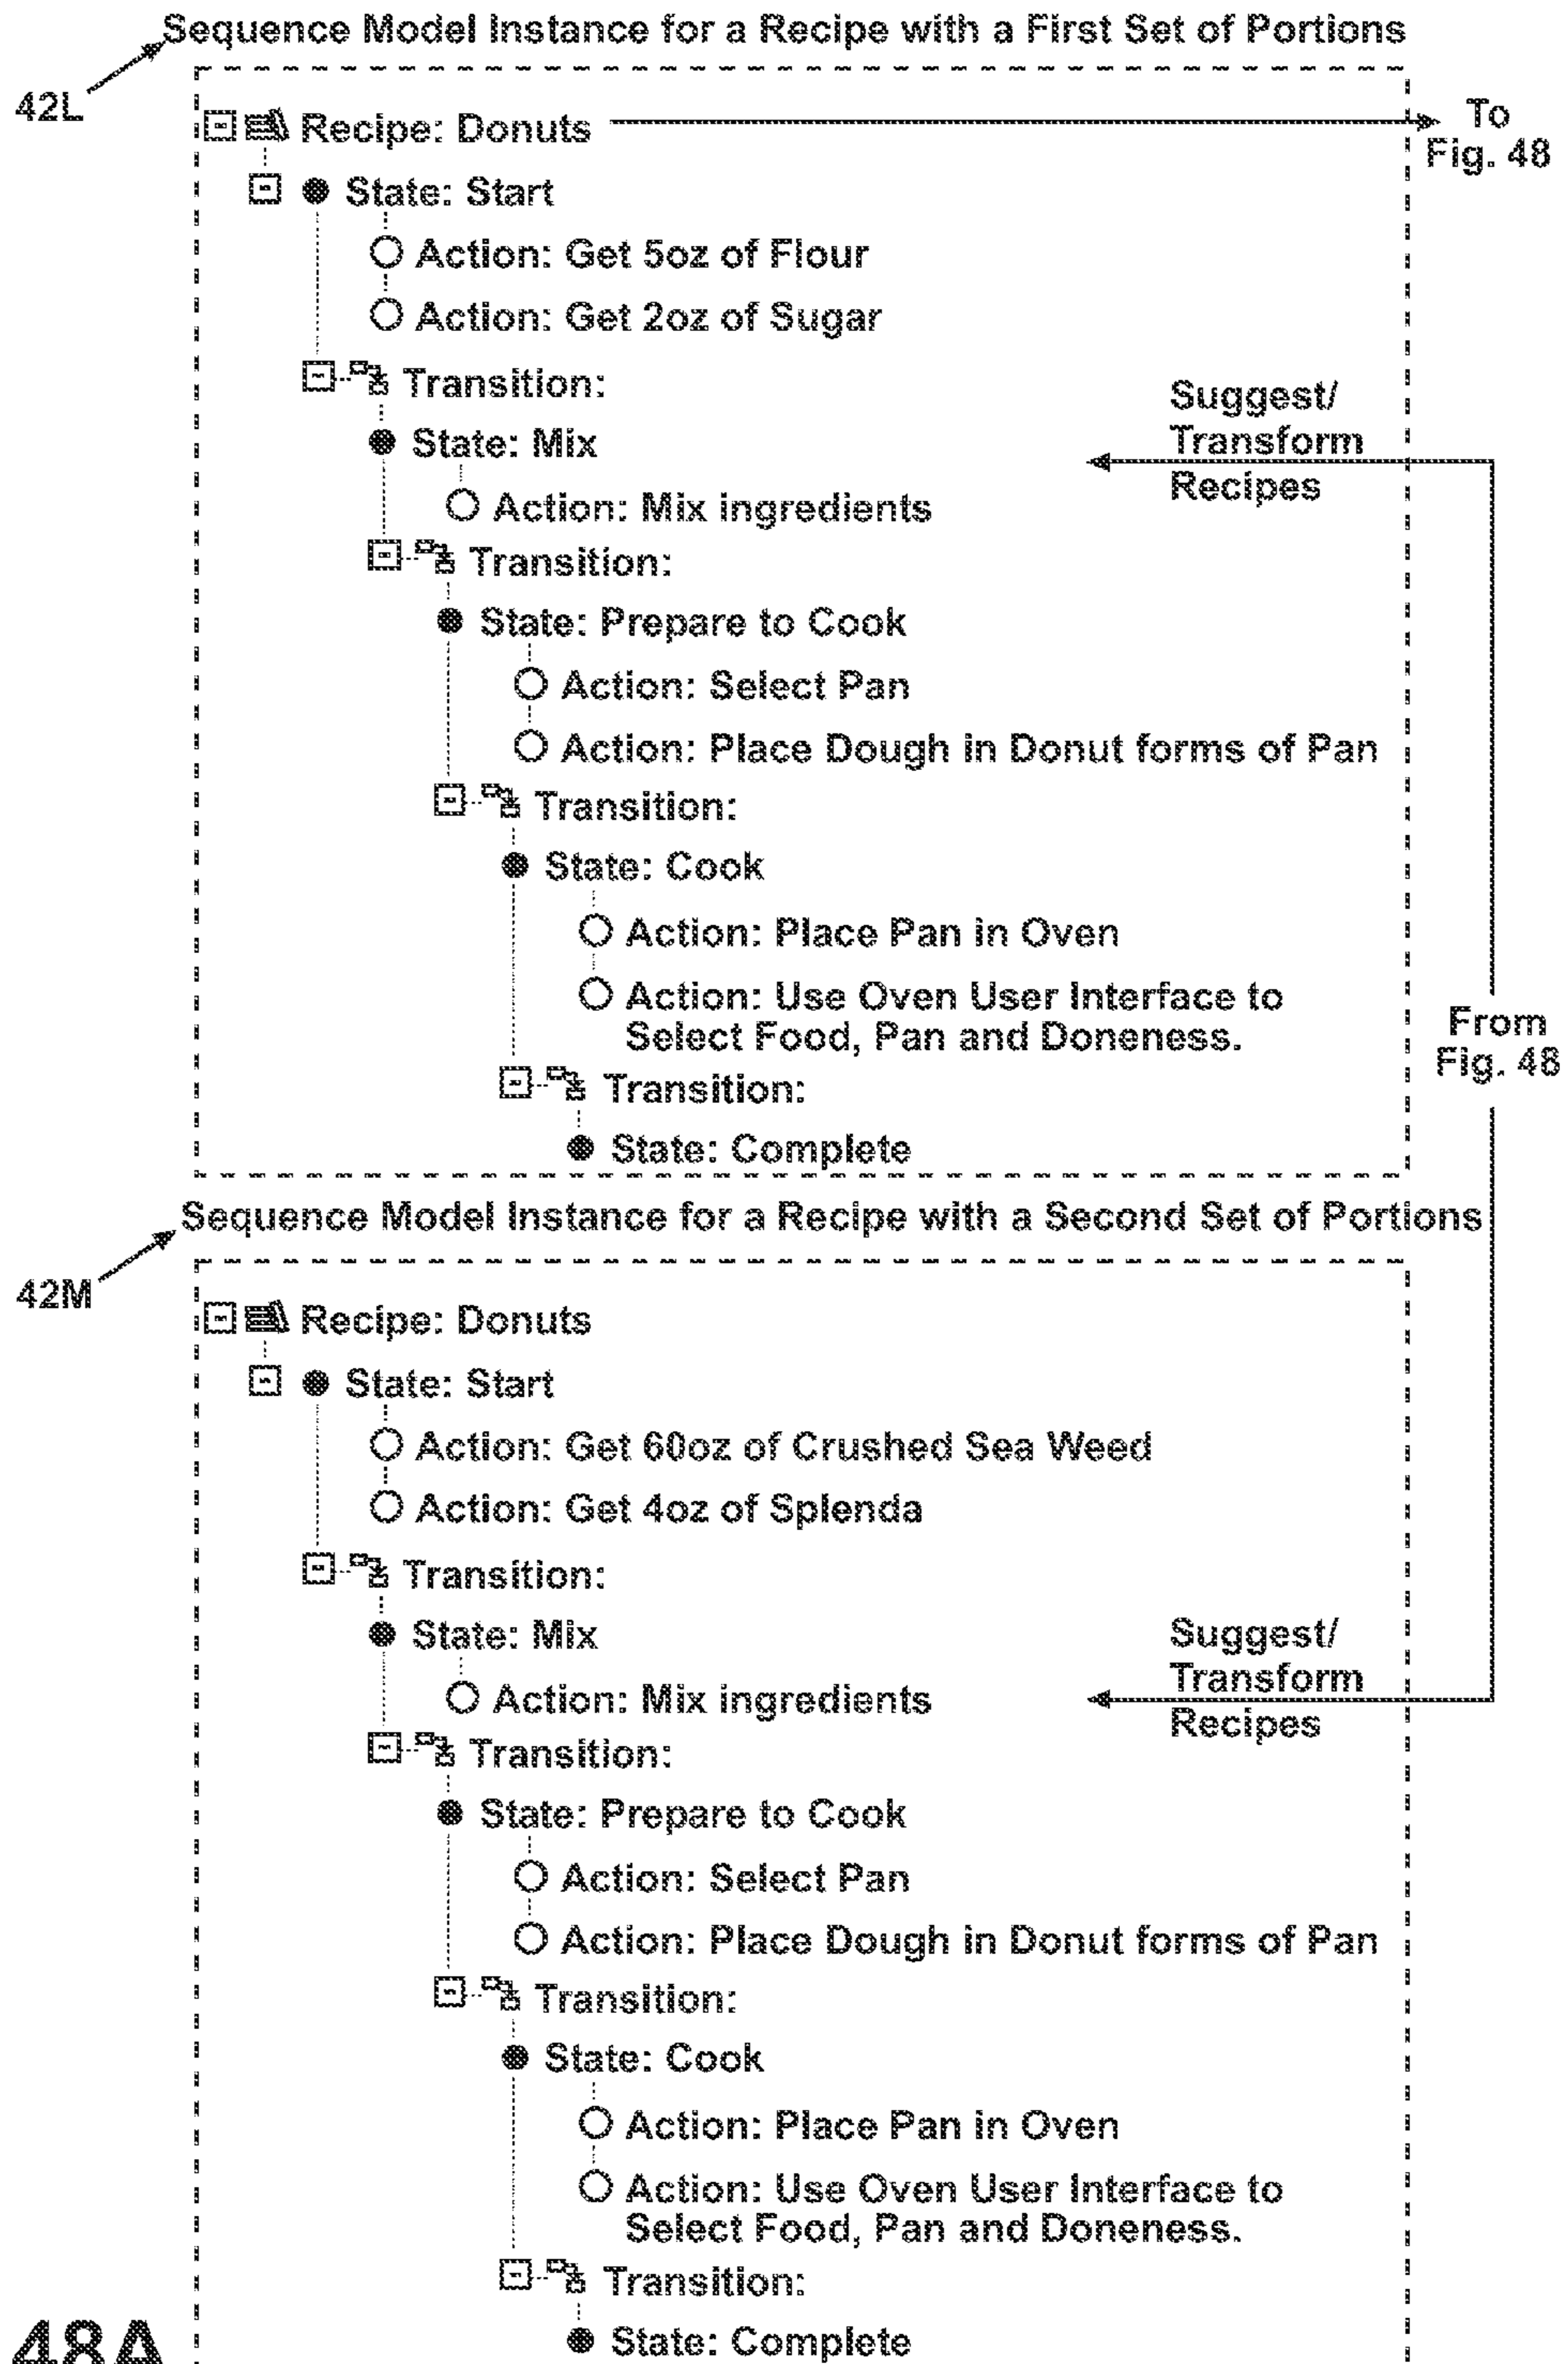 Sequence Model Instance for a Recipe with a First Set of Portions
42L
Recipe: Donuts
To
Fig. 48
State: Start
Action: Get 5oz of Flour
Action: Get 2oz of Sugar
Transition:
Suggest/
Transform
Recipes
State: Mix
Action: Mix ingredients
Transition:
State: Prepare to Cook
Action: Select Pan
Action: Place Dough in Donut forms of Pan
Transition:
State: Cook
Action: Place Pan in Oven
Action: Use Oven User Interface to
Select Food, Pan and Doneness.
From
Fig. 48
Transition:
State: Complete
Sequence Model Instance for a Recipe with a Second Set of Portions
42M
Recipe: Donuts
State: Start
Action: Get 60oz of Crushed Sea Weed
Action: Get 4oz of Splenda
Transition:
Suggest/
Transform
Recipes
State: Mix
Action: Mix ingredients
Transition:
State: Prepare to Cook
Action: Select Pan
Action: Place Dough in Donut forms of Pan
Transition:
State: Cook
Action: Place Pan in Oven
Action: Use Oven User Interface to
Select Food, Pan and Doneness.
Transition:
State: Complete
48A